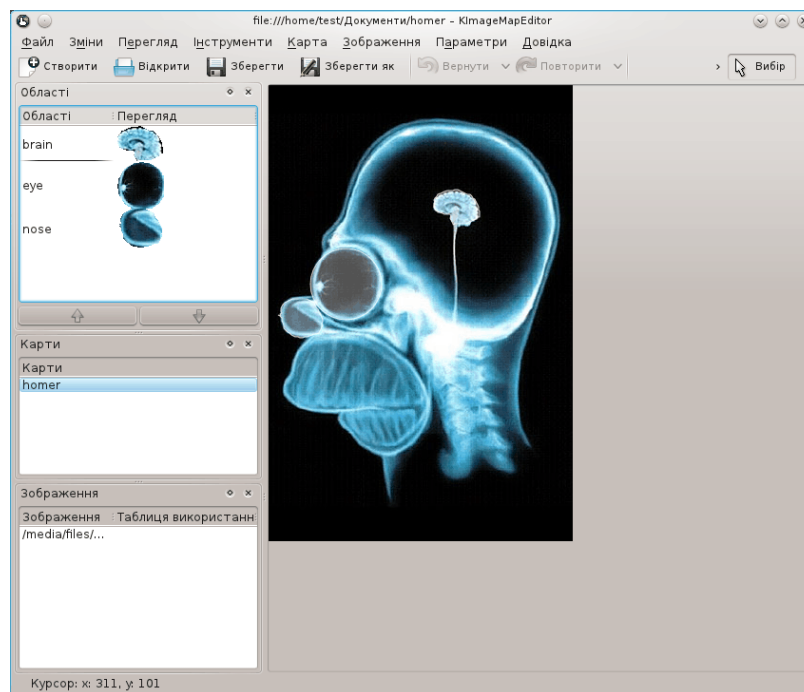 file:///home/test/Документи/homer – KImageMapEditor
Файл Зміни Перегляд Інструменти Карта Зображення Параметри Довідка
Створити Відкрити Зберегти Зберегти як Вернути Повторити Вибір
Області
Області Перегляд
brain
eye
nose
Карти
Карти
homer
Зображення
Зображення Таблиця використанн
/media/files/...
Курсор: x: 311, y: 101